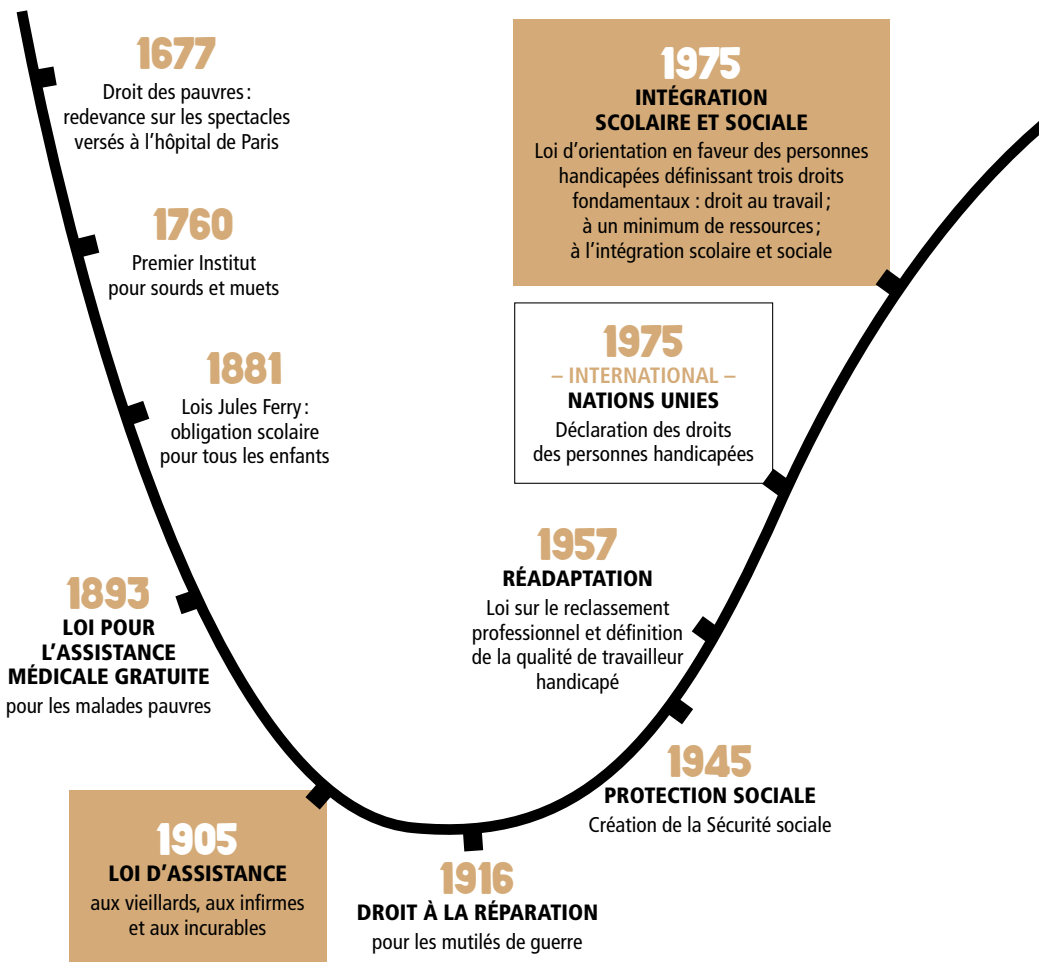 1677
Droit des pauvres :
redevance sur les spectacles
versés à l'hôpital de Paris
1760
Premier Institut
pour sourds et muets
1881
Lois Jules Ferry :
obligation scolaire
pour tous les enfants
1893
LOI POUR
L'ASSISTANCE
MÉDICALE GRATUITE
pour les malades pauvres
1905
LOI D'ASSISTANCE
aux vieillards, aux infirmes
et aux incurables
1916
DROIT À LA RÉPARATION
pour les mutilés de guerre
1945
PROTECTION SOCIALE
Création de la Sécurité sociale
1957
RÉADAPTATION
Loi sur le reclassement
professionnel et définition
de la qualité de travailleur
handicapé
1975
– INTERNATIONAL –
NATIONS UNIES
Déclaration des droits
des personnes handicapées
1975
INTÉGRATION
SCOLAIRE ET SOCIALE
Loi d'orientation en faveur des personnes
handicapées définissant trois droits
fondamentaux : droit au travail ;
à un minimum de ressources ;
à l'intégration scolaire et sociale